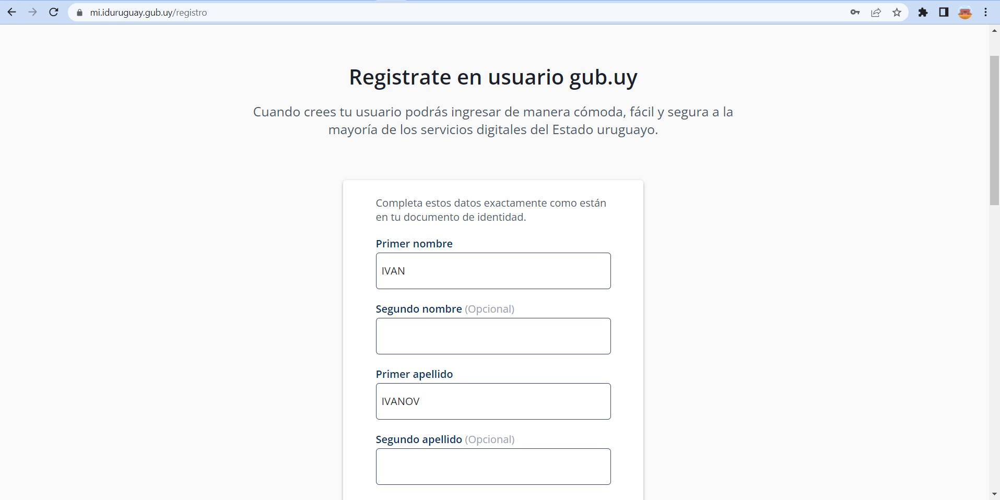 mi.iduruguay.gub.uy/registro
Registrate en usuario gub.uy
Cuando crees tu usuario podrás ingresar de manera cómoda, fácil y segura a la
mayoría de los servicios digitales del Estado uruguayo.
Completa estos datos exactamente como están
en tu documento de identidad.
Primer nombre
IVAN
Segundo nombre (Opcional)
Primer apellido
IVANOV
Segundo apellido (Opcional)